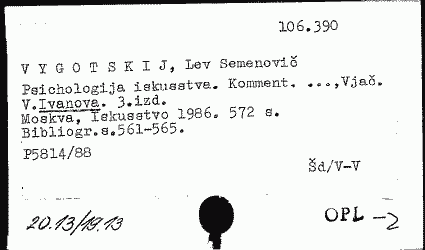 106.390
V Y G O T S K I J, Lev Semenovič
Psichologija iskusstva. Komment. ...,Vjač.
V.Ivanova. 3.izd.
Moskva, Iskusstvo 1986. 572 s.
Bibliogr.s.561-565.
P5814/88
Šd/V-V
20.13/19.13
OPL -2